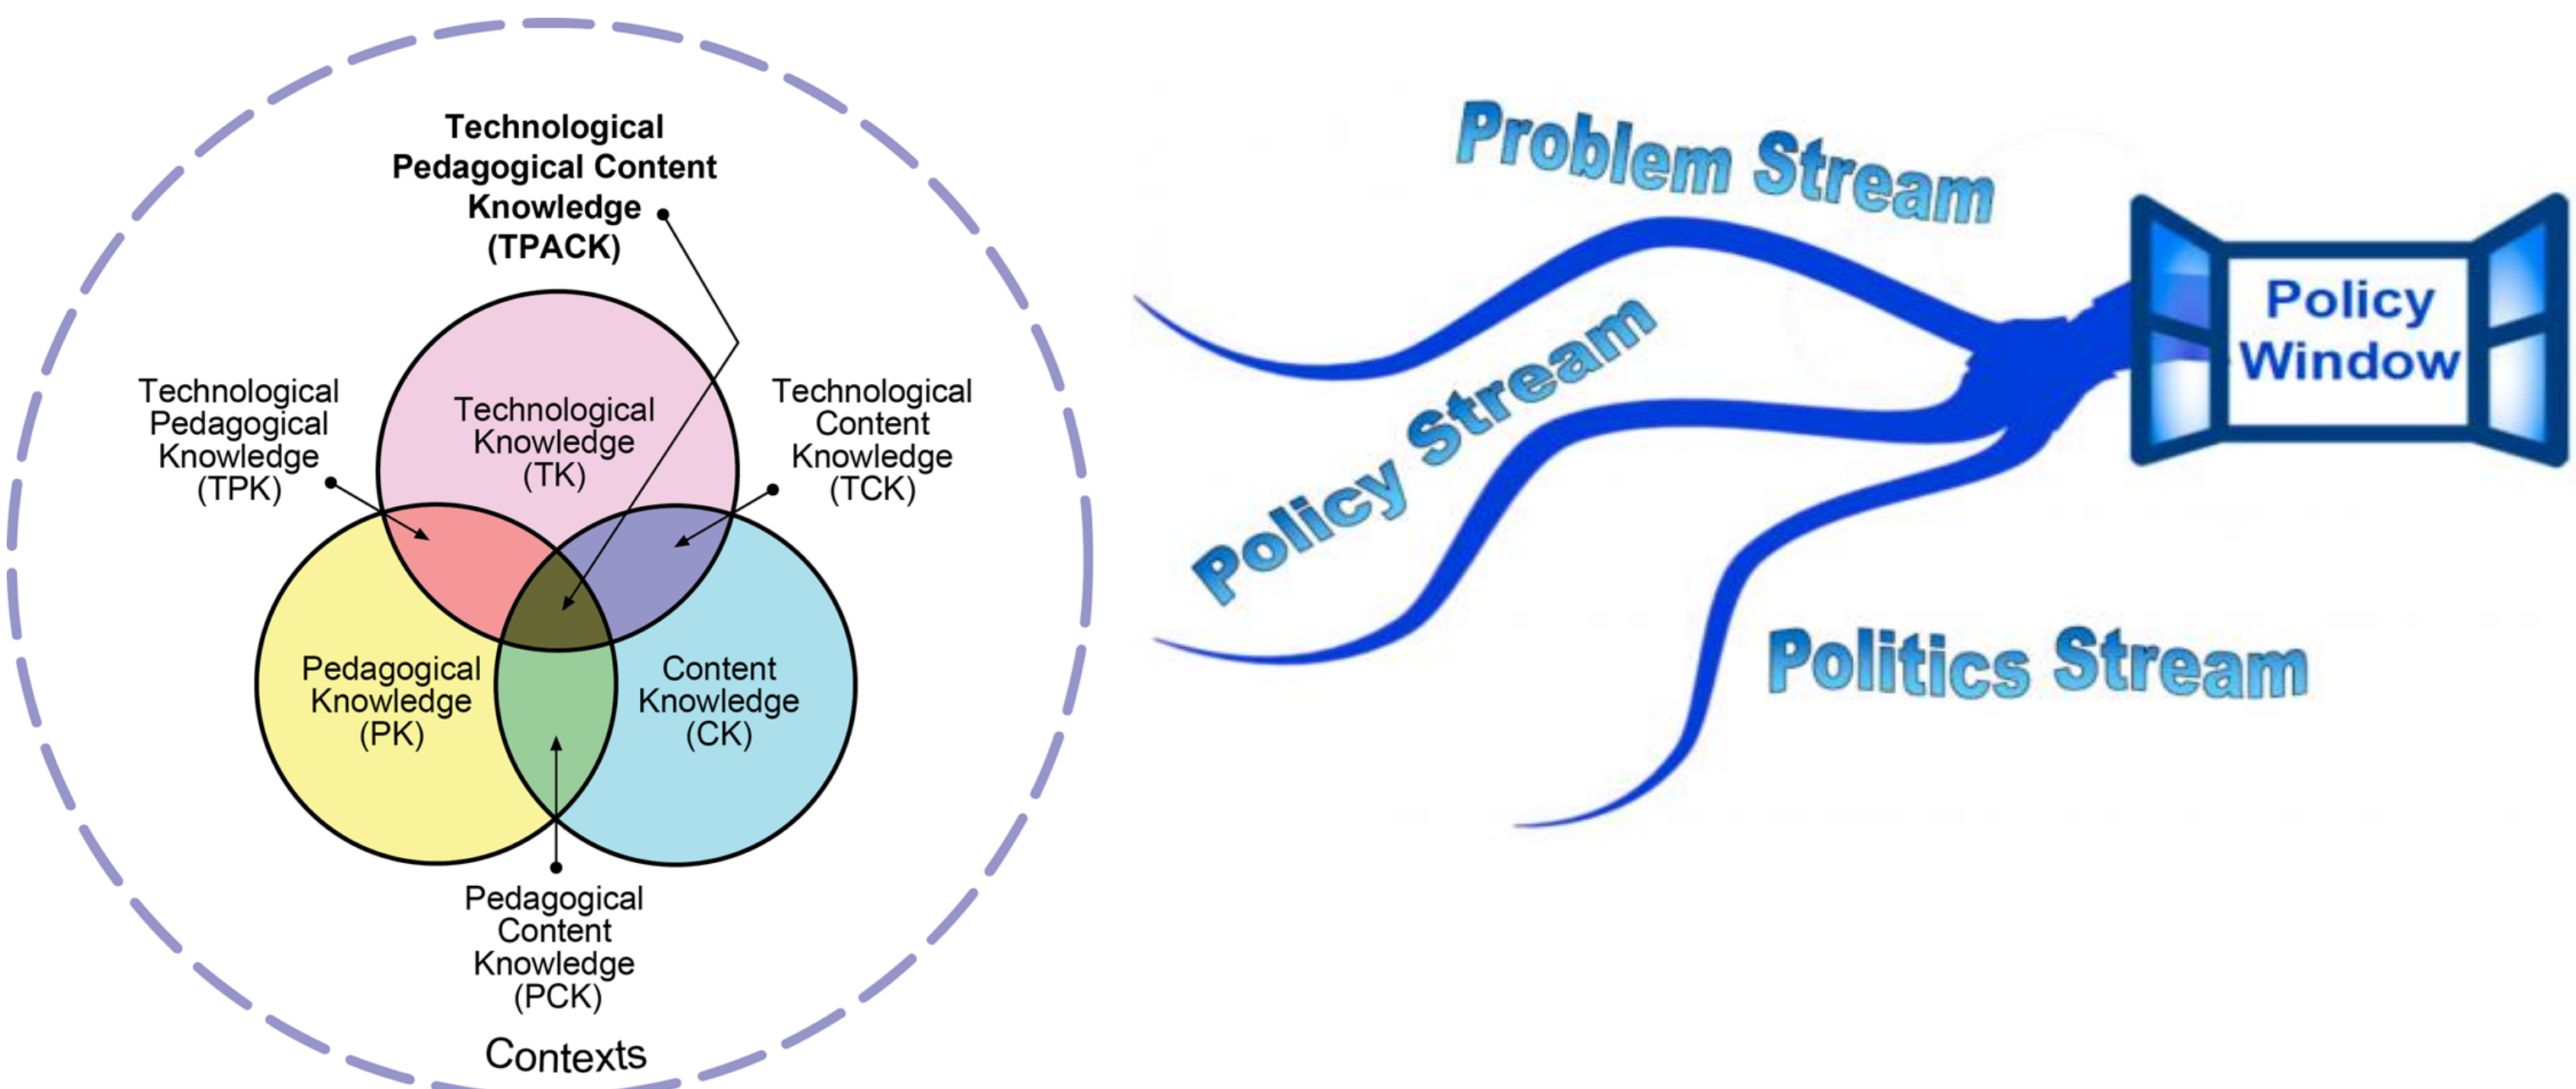 Technological
Pedagogical Content
Knowledge
(TPACK)
Technological
Pedagogical
Knowledge
(TPK)
Technological
Knowledge
(TK)
Technological
Content
Knowledge
(TCK)
Pedagogical
Knowledge
(PK)
Content
Knowledge
(CK)
Pedagogical
Content
Knowledge
(PCK)
Contexts
Problem Stream
Policy Stream
Politics Stream
Policy
Window